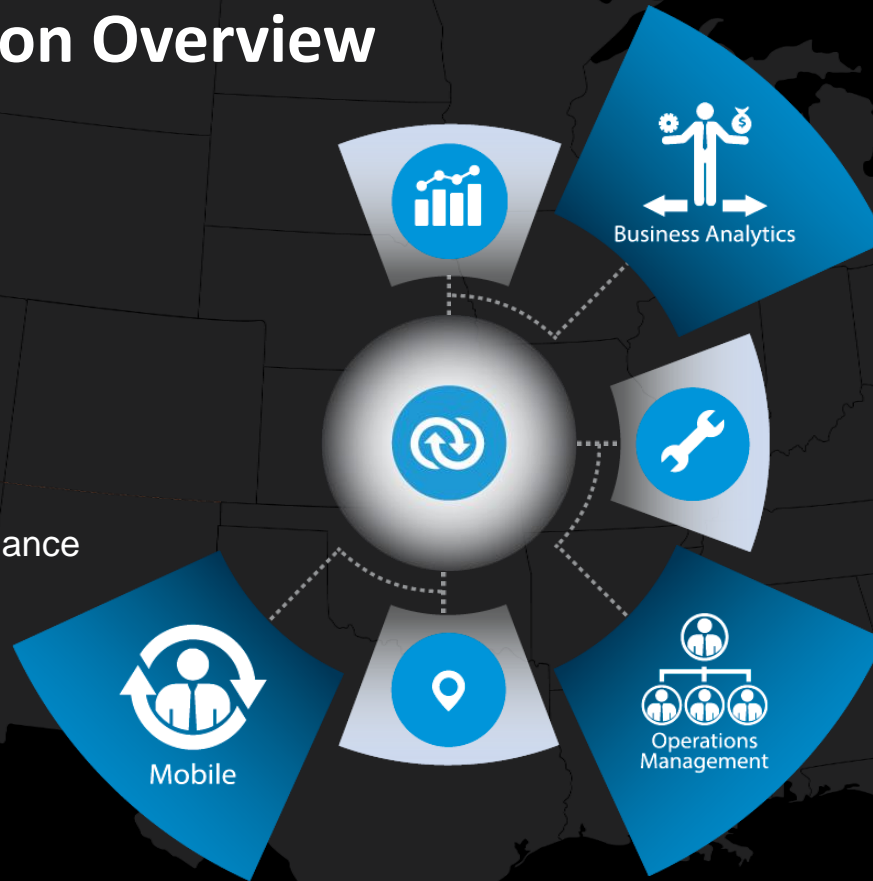 on Overview
Business Analytics
ance
Operations
Management
Mobile